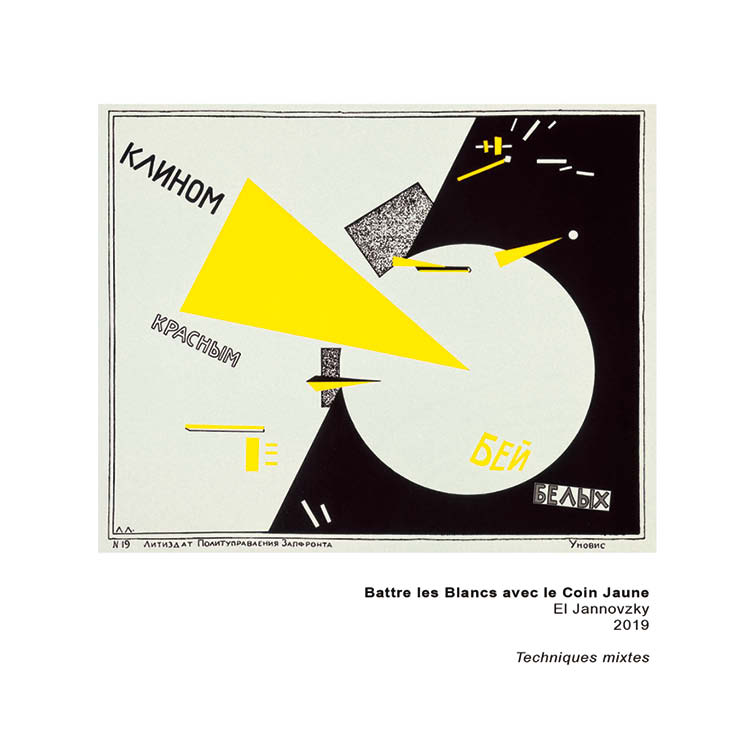 КЛИНОМ
КРАСНЫМ
БЕЙ
БЕЛЫХ
Л Л.
N 19 ЛИТИЗДАТ ПОЛИТУПРАВЛЕНИЯ ЗАПФРОНТА
УНОВИС
Battre les Blancs avec le Coin Jaune
El Jannovzky
2019
Techniques mixtes